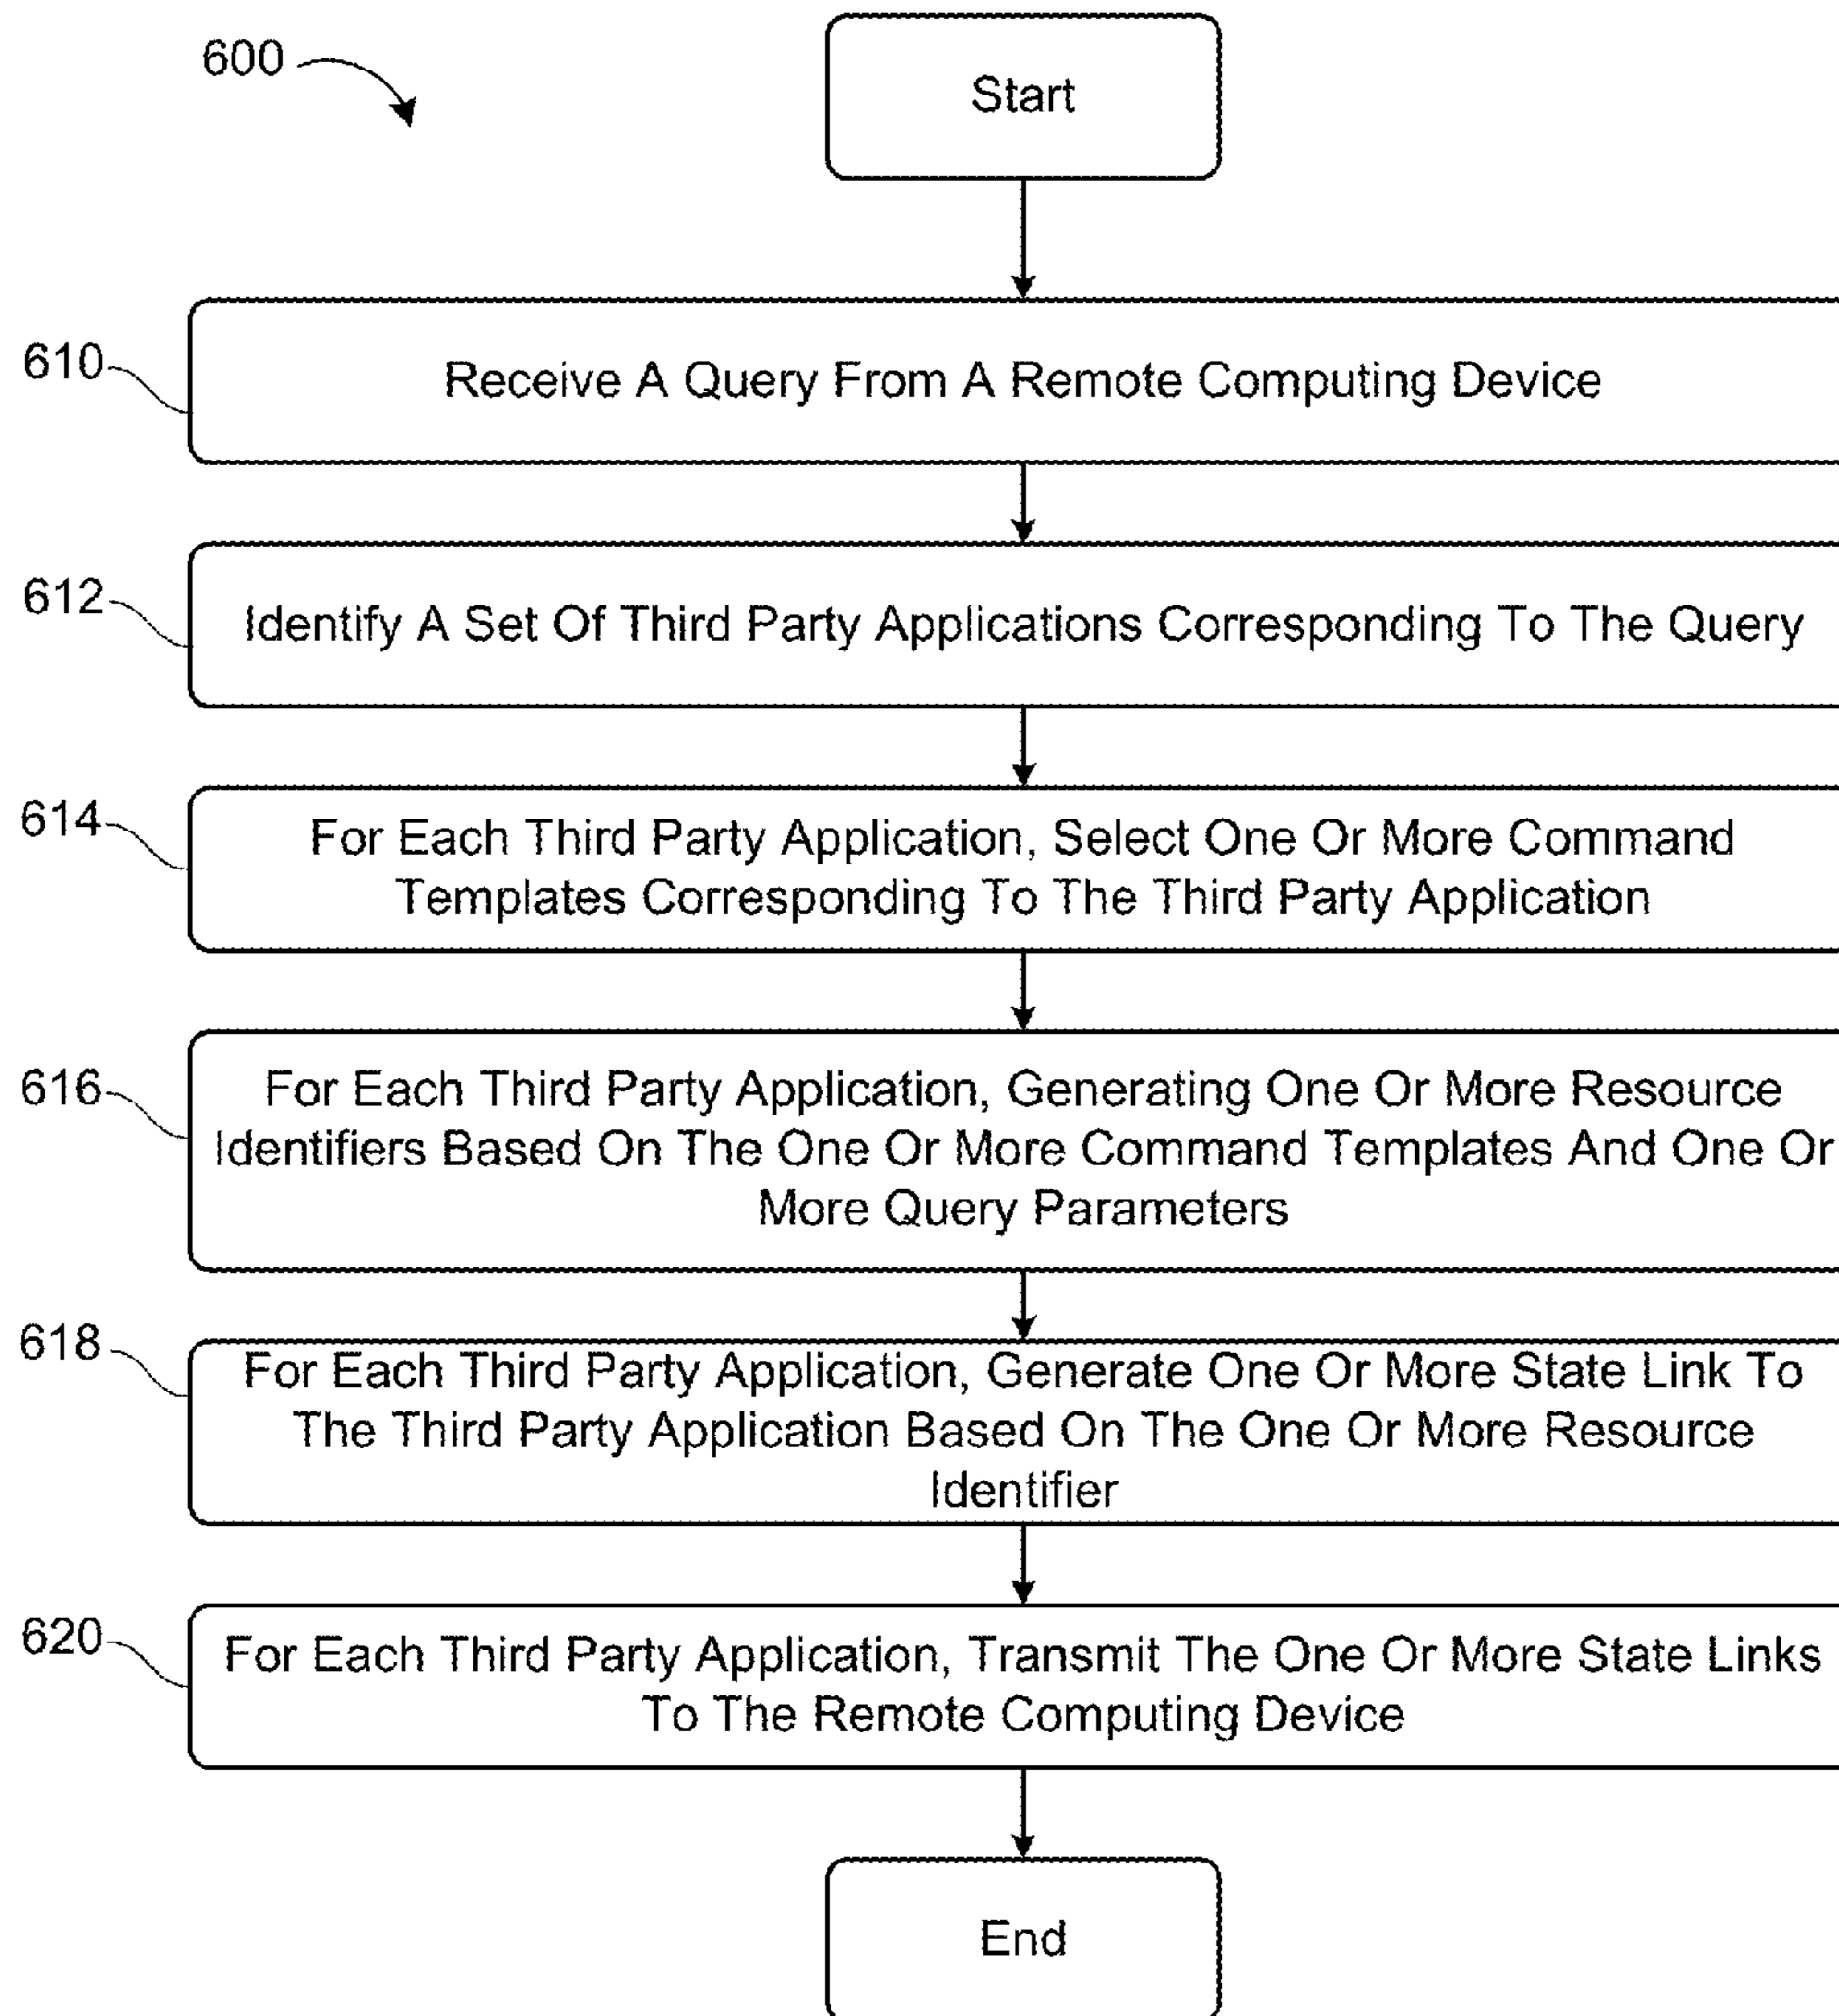 600
Start
610
Receive A Query From A Remote Computing Device
612
Identify A Set Of Third Party Applications Corresponding To The Query
614
For Each Third Party Application, Select One Or More Command
Templates Corresponding To The Third Party Application
616
For Each Third Party Application, Generating One Or More Resource
Identifiers Based On The One Or More Command Templates And One Or
More Query Parameters
618
For Each Third Party Application, Generate One Or More State Link To
The Third Party Application Based On The One Or More Resource
Identifier
620
For Each Third Party Application, Transmit The One Or More State Links
To The Remote Computing Device
End